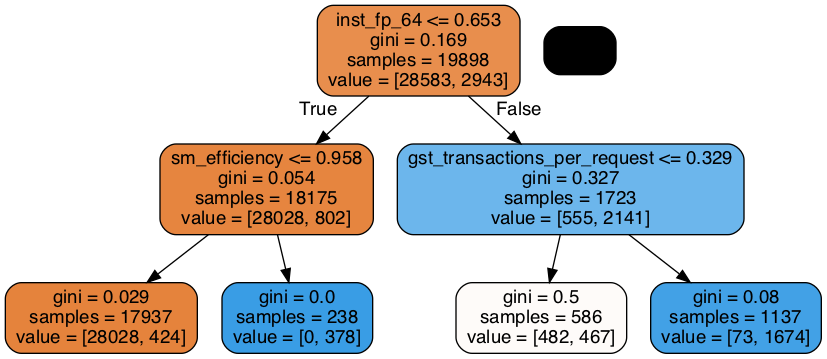 inst_fp_64 <= 0.653
gini = 0.169
samples = 19898
value = [28583, 2943]
True
False
sm_efficiency <= 0.958
gini = 0.054
samples = 18175
value = [28028, 802]
gst_transactions_per_request <= 0.329
gini = 0.327
samples = 1723
value = [555, 2141]
gini = 0.029
samples = 17937
value = [28028, 424]
gini = 0.0
samples = 238
value = [0, 378]
gini = 0.5
samples = 586
value = [482, 467]
gini = 0.08
samples = 1137
value = [73, 1674]